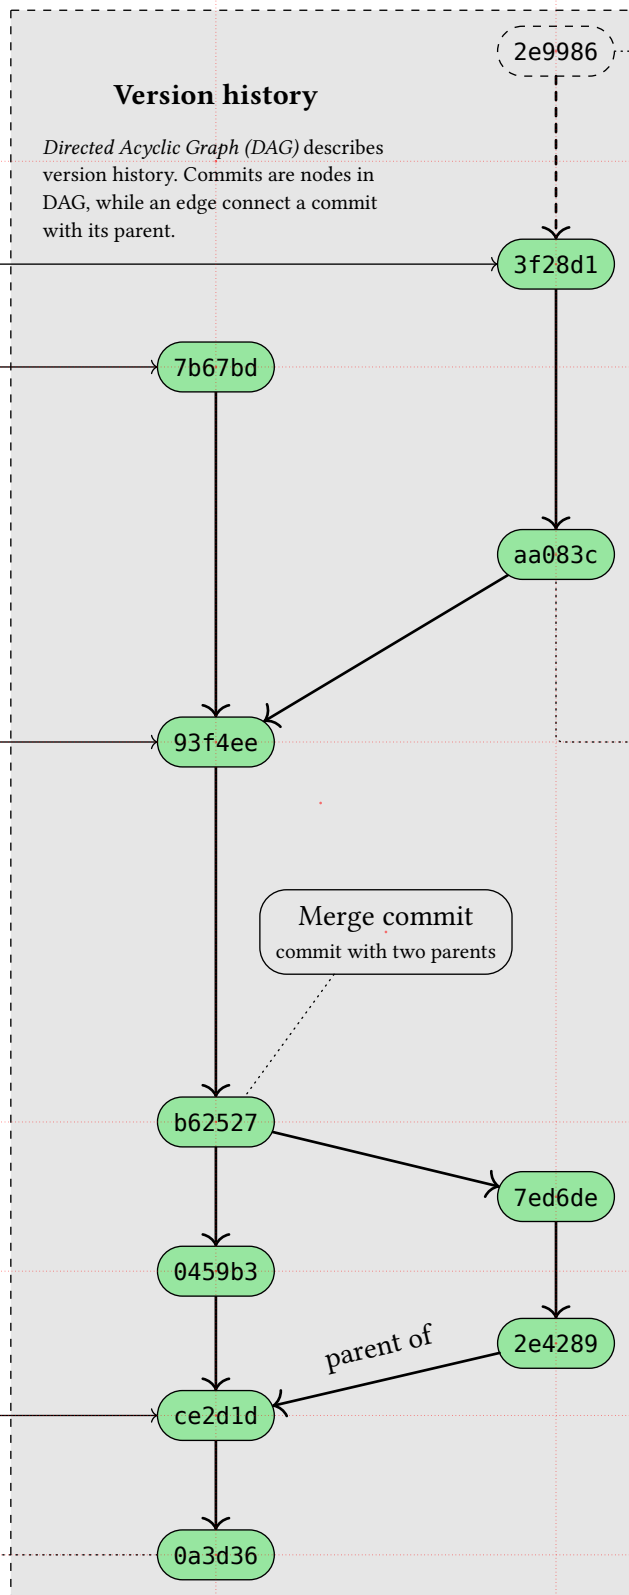 2e9986
Version history
Directed Acyclic Graph (DAG) describes
version history. Commits are nodes in
DAG, while an edge connect a commit
with its parent.
3f28d1
7b67bd
aa083c
93f4ee
Merge commit
commit with two parents
b62527
7ed6de
0459b3
2e4289
parent of
ce2d1d
0a3d36